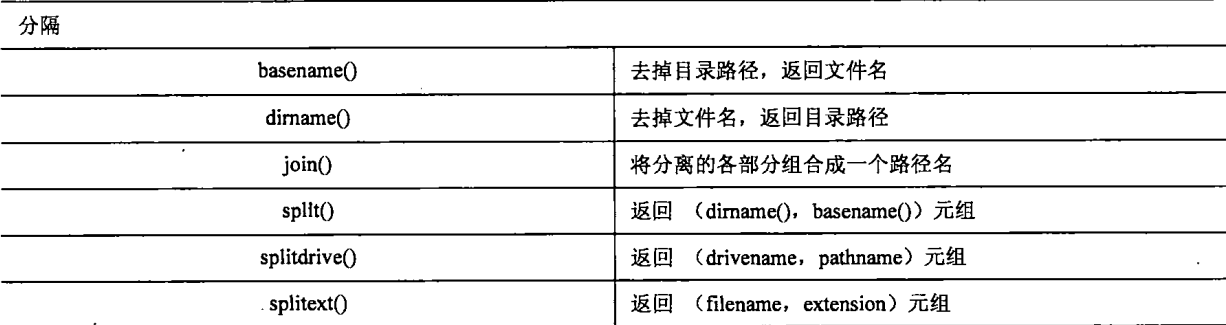 分隔
basename() 去掉目录路径，返回文件名
dirname() 去掉文件名，返回目录路径
join() 将分离的各部分组合成一个路径名
split() 返回 （dirname()，basename()）元组
splitdrive() 返回 （drivename，pathname）元组
splitext() 返回 （filename，extension）元组